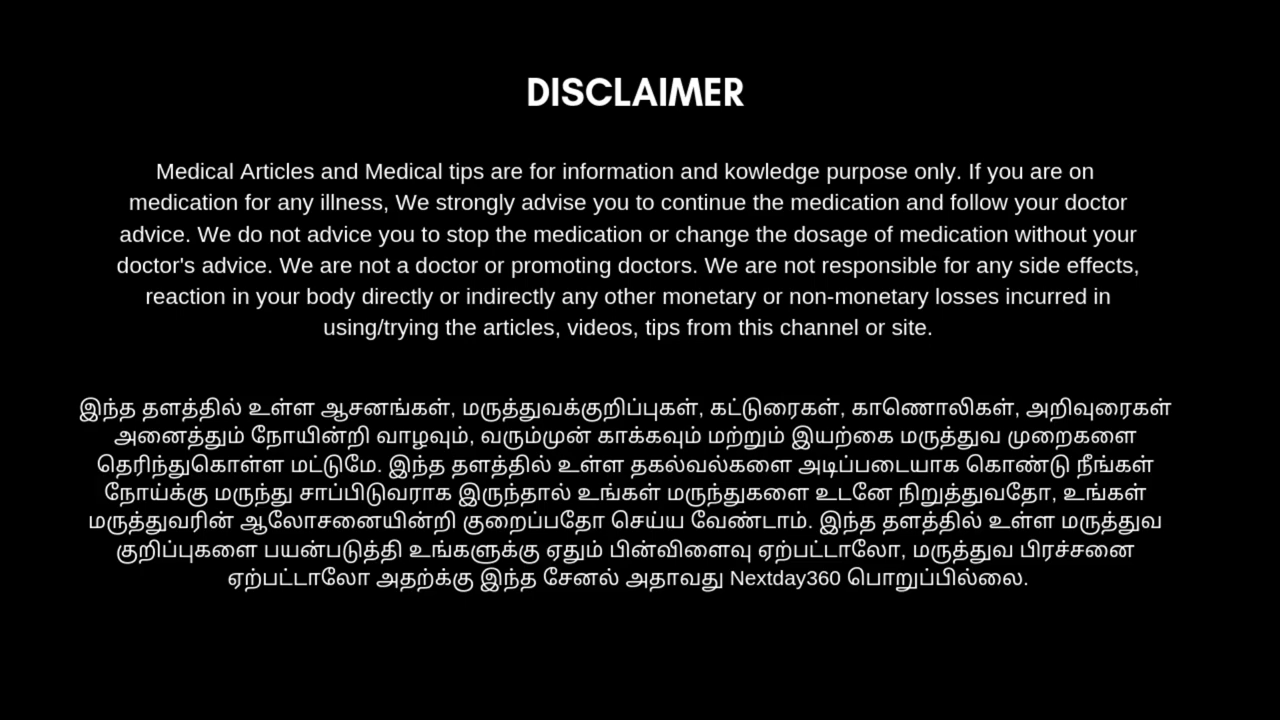 DISCLAIMER
Medical Articles and Medical tips are for information and kowledge purpose only. If you are on
medication for any illness, We strongly advise you to continue the medication and follow your doctor
advice. We do not advice you to stop the medication or change the dosage of medication without your
doctor's advice. We are not a doctor or promoting doctors. We are not responsible for any side effects,
reaction in your body directly or indirectly any other monetary or non-monetary losses incurred in
using/trying the articles, videos, tips from this channel or site.
இந்த தளத்தில் உள்ள ஆசனங்கள், மருத்துவக்குறிப்புகள், கட்டுரைகள், காணொலிகள், அறிவுரைகள்
அனைத்தும் நோயின்றி வாழவும், வரும்முன் காக்கவும் மற்றும் இயற்கை மருத்துவ முறைகளை
தெரிந்துகொள்ள மட்டுமே. இந்த தளத்தில் உள்ள தகல்வல்களை அடிப்படையாக கொண்டு நீங்கள்
நோய்க்கு மருந்து சாப்பிடுவராக இருந்தால் உங்கள் மருந்துகளை உடனே நிறுத்துவதோ, உங்கள்
மருத்துவரின் ஆலோசனையின்றி குறைப்பதோ செய்ய வேண்டாம். இந்த தளத்தில் உள்ள மருத்துவ
குறிப்புகளை பயன்படுத்தி உங்களுக்கு ஏதும் பின்விளைவு ஏற்பட்டாலோ, மருத்துவ பிரச்சனை
ஏற்பட்டாலோ அதற்க்கு இந்த சேனல் அதாவது Nextday360 பொறுப்பில்லை.